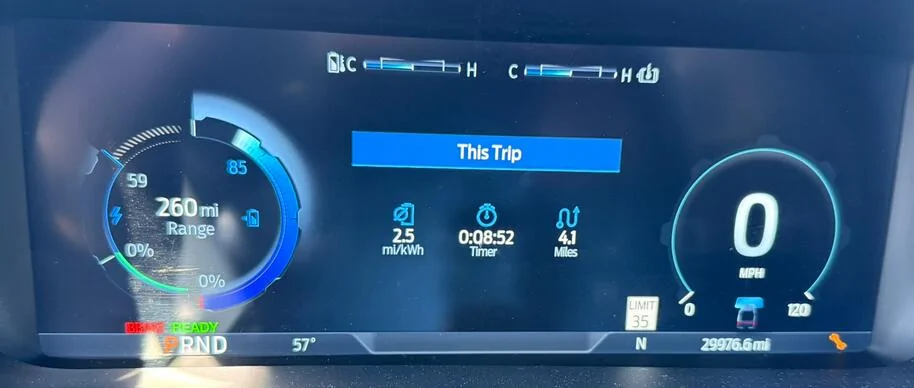 C H C H
This Trip
85
59
260 mi
Range
2.5
mi/kWh
0:08:52
Timer
4.1
Miles
0
MPH
0%
0%
0 120
LIMIT
35
READY
PRND
57°
N
29976.6 mi